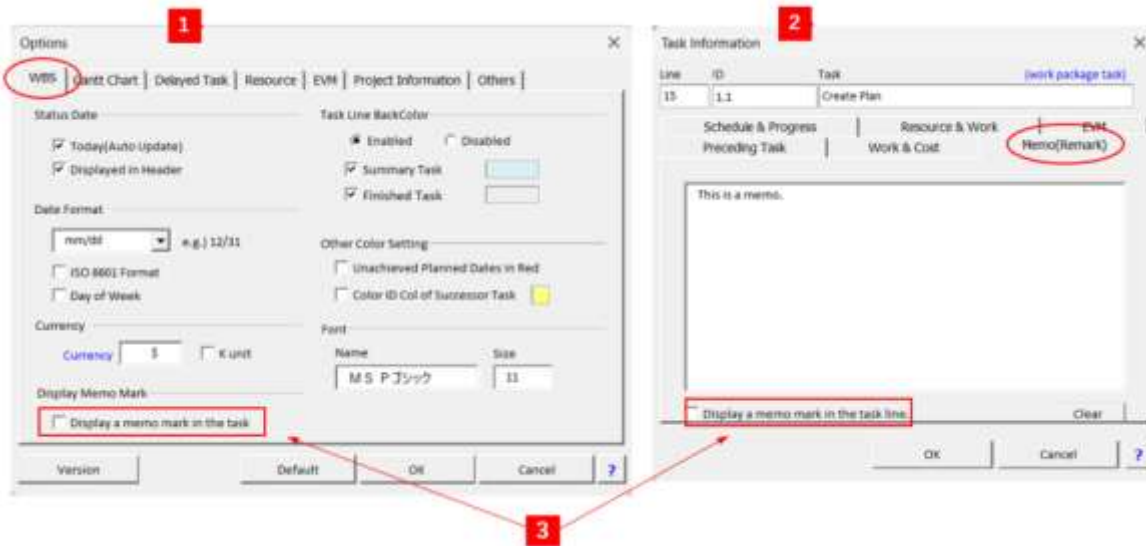 1
Options
WBS Gantt Chart Delayed Task Resource EVM Project Information Others
Status Date
Today(Auto Update)
Displayed in Header
Date Format
mm/dd e.g.) 12/31
ISO 8601 Format
Day of Week
Currency
Currency $ K unit
Display Memo Mark
Display a memo mark in the task
Task Line BackColor
Enabled Disabled
Summary Task
Finished Task
Other Color Setting
Unachieved Planned Dates in Red
Color ID Col of Successor Task
Font
Name Size
ＭＳ Ｐゴシック 11
Version Default OK Cancel ?
2
Task Information
Line ID Task (work package task)
15 1.1 Create Plan
Schedule & Progress Resource & Work EVM
Preceding Task Work & Cost Memo(Remark)
This is a memo.
Display a memo mark in the task line. Clear
OK Cancel ?
3